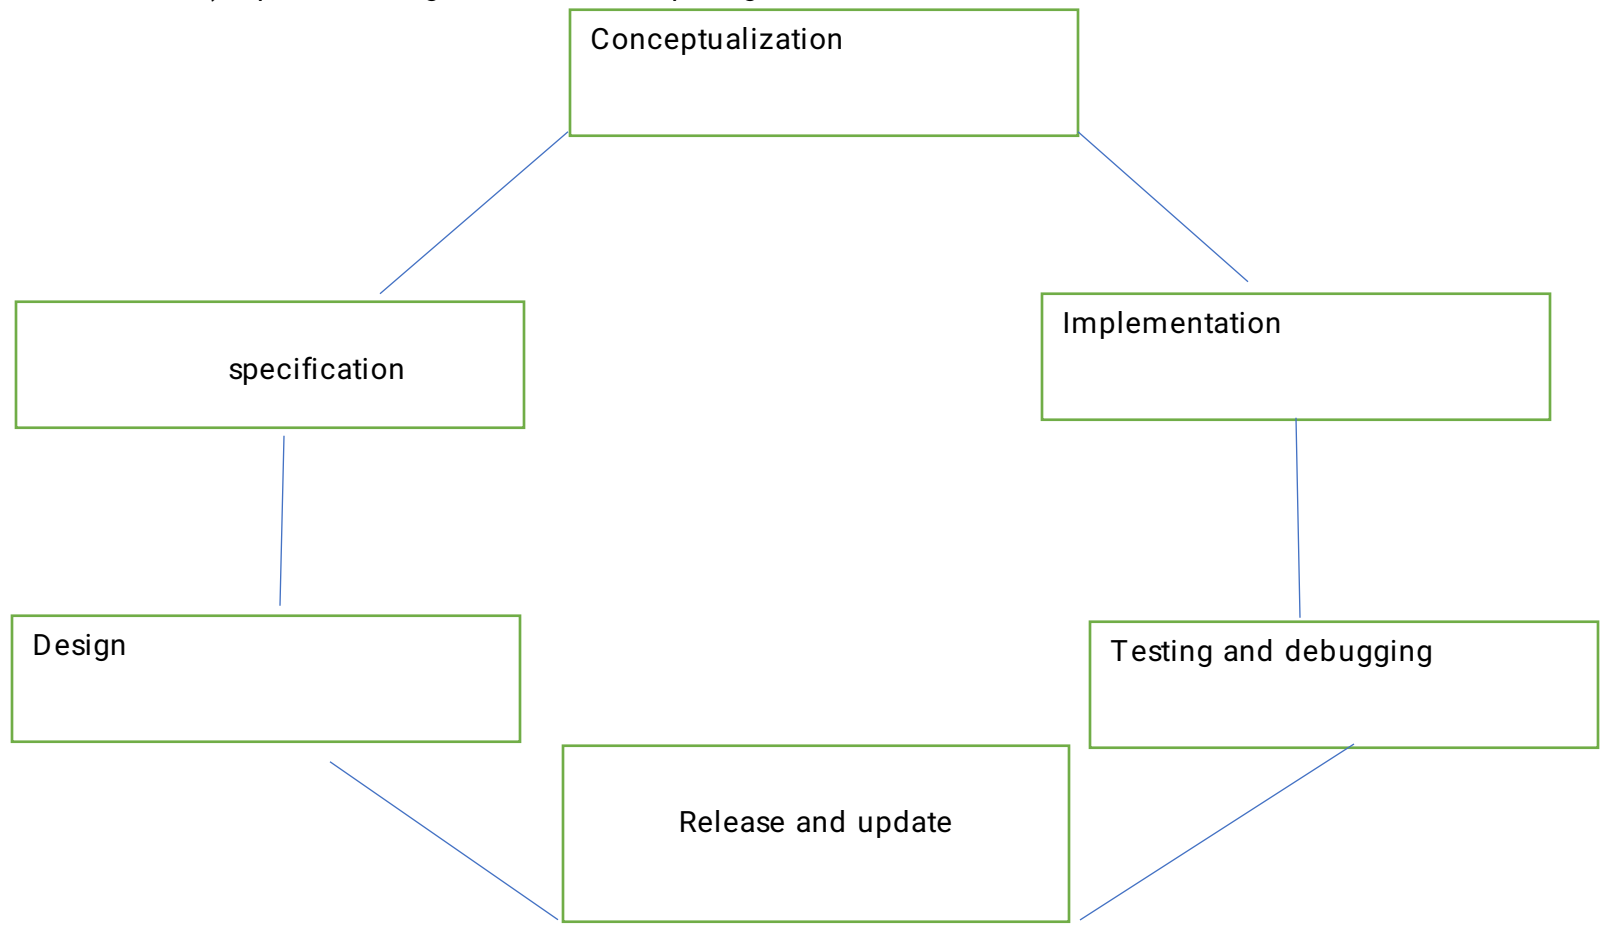 Conceptualization
Implementation
specification
Design
Testing and debugging
Release and update